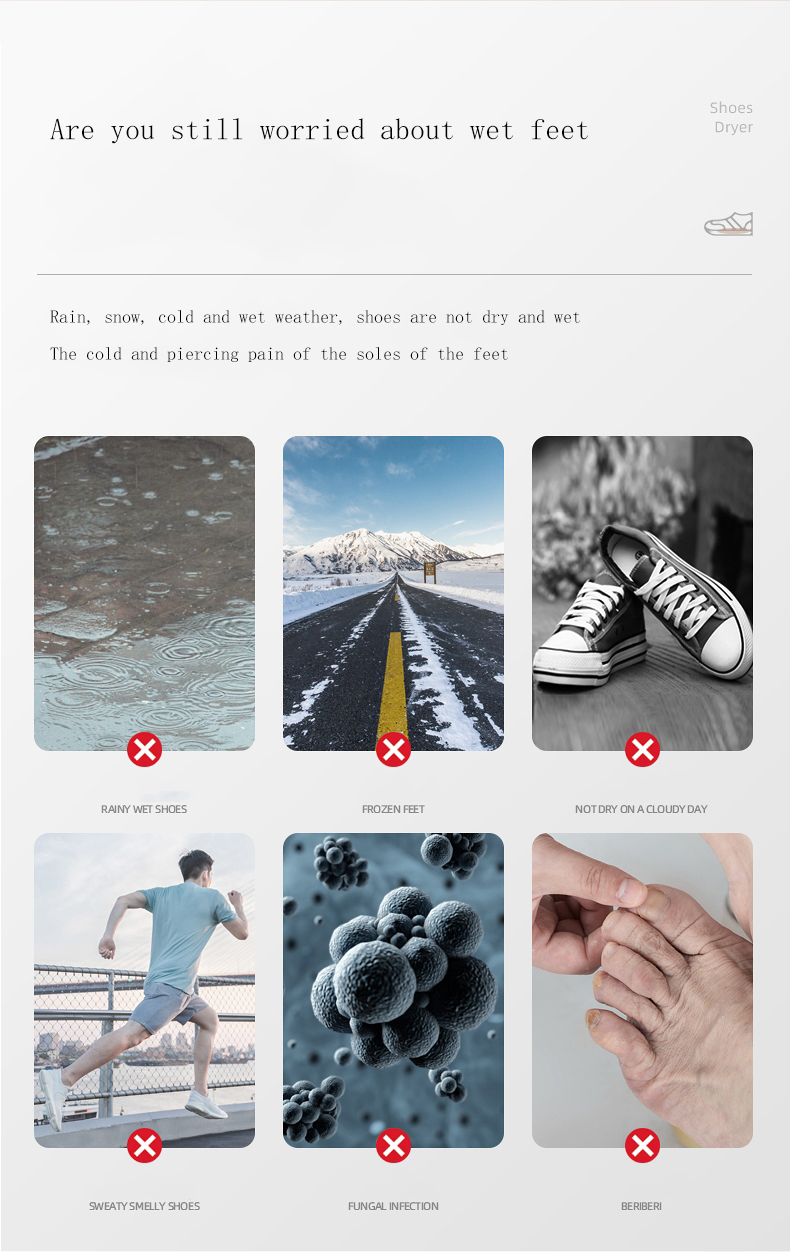 Are you still worried about wet feet
Shoes
Dryer
Rain, snow, cold and wet weather, shoes are not dry and wet
The cold and piercing pain of the soles of the feet
RAINY WET SHOES
FROZEN FEET
NOT DRY ON A CLOUDY DAY
SWEATY SMELLY SHOES
FUNGAL INFECTION
BERIBERI